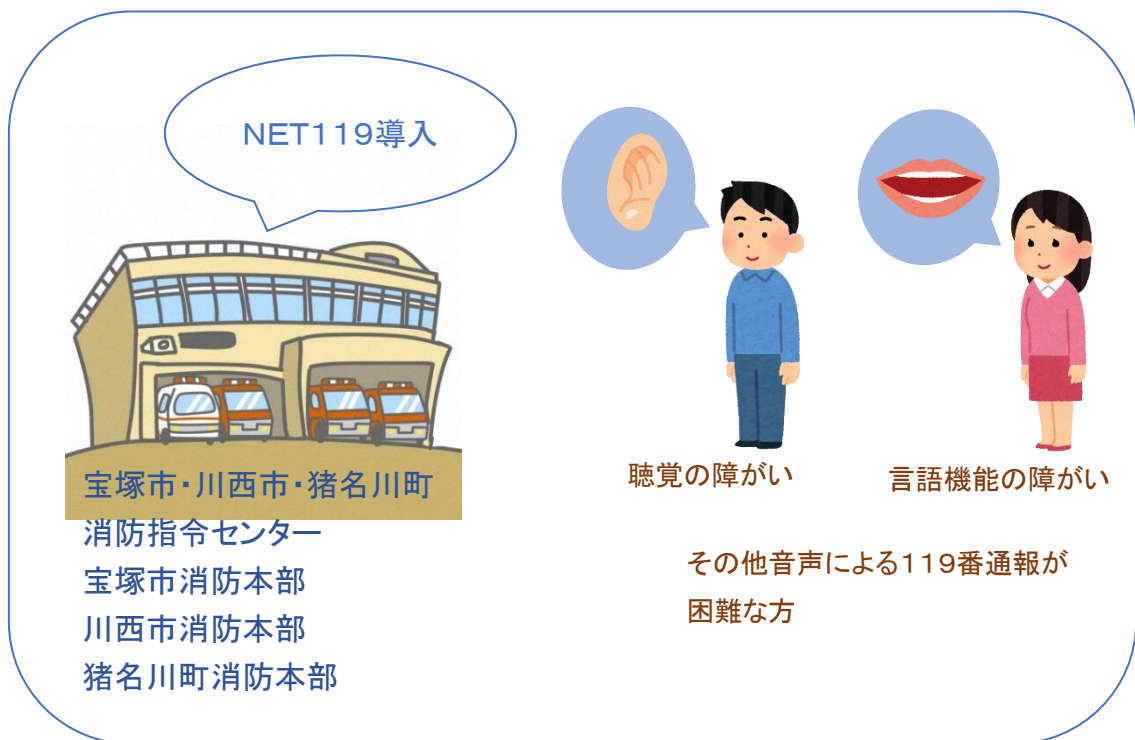 NET119導入
宝塚市・川西市・猪名川町
消防指令センター
宝塚市消防本部
川西市消防本部
猪名川町消防本部
聴覚の障がい
言語機能の障がい
その他音声による119番通報が
困難な方